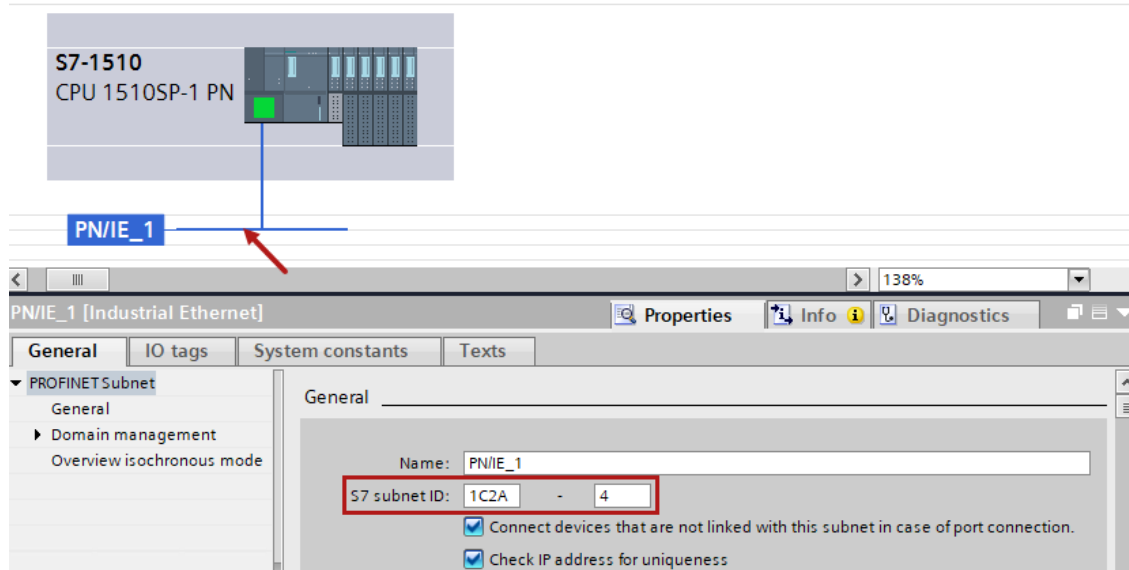 S7-1510
CPU 1510SP-1 PN
PN/IE_1
138%
PN/IE_1 [Industrial Ethernet]
Properties Info Diagnostics
General IO tags System constants Texts
PROFINET Subnet
General
Domain management
Overview isochronous mode
General
Name: PN/IE_1
S7 subnet ID: 1C2A - 4
Connect devices that are not linked with this subnet in case of port connection.
Check IP address for uniqueness